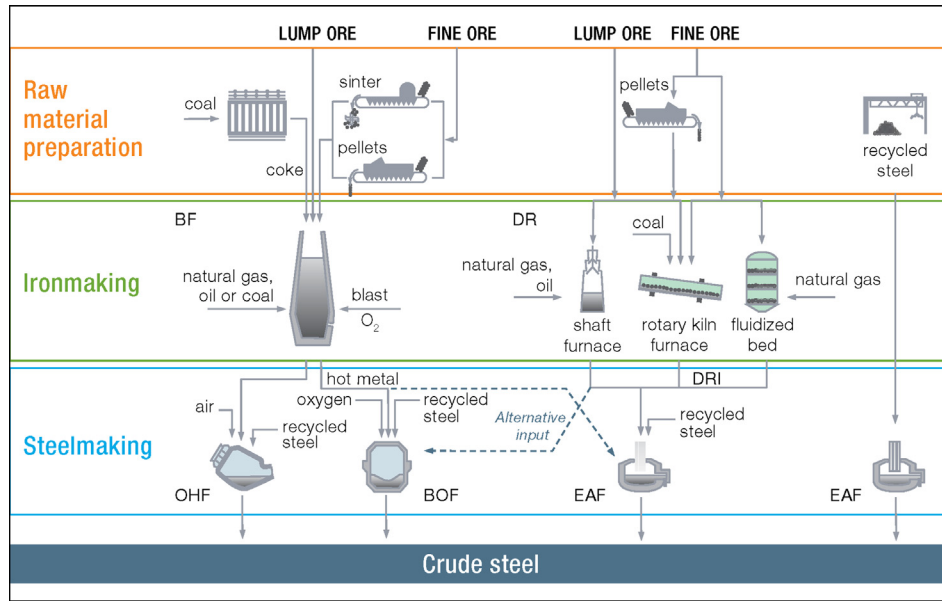 LUMP ORE
FINE ORE
LUMP ORE
FINE ORE
Raw
material
preparation
coal
sinter
pellets
coke
pellets
recycled
steel
Ironmaking
BF
natural gas,
oil or coal
blast
O₂
DR
natural gas,
oil
coal
natural gas
shaft
furnace
rotary kiln
furnace
fluidized
bed
Steelmaking
hot metal
air
recycled
steel
oxygen
recycled
steel
Alternative
input
DRI
recycled
steel
OHF
BOF
EAF
EAF
Crude steel